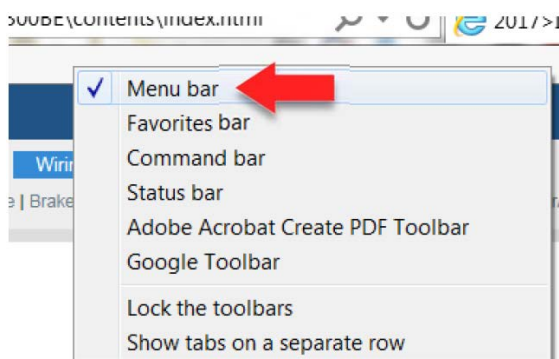 500BE\contents\index.html
2017>
Menu bar
Favorites bar
Wiri
Command bar
| Brake
Status bar
Adobe Acrobat Create PDF Toolbar
Google Toolbar
Lock the toolbars
Show tabs on a separate row